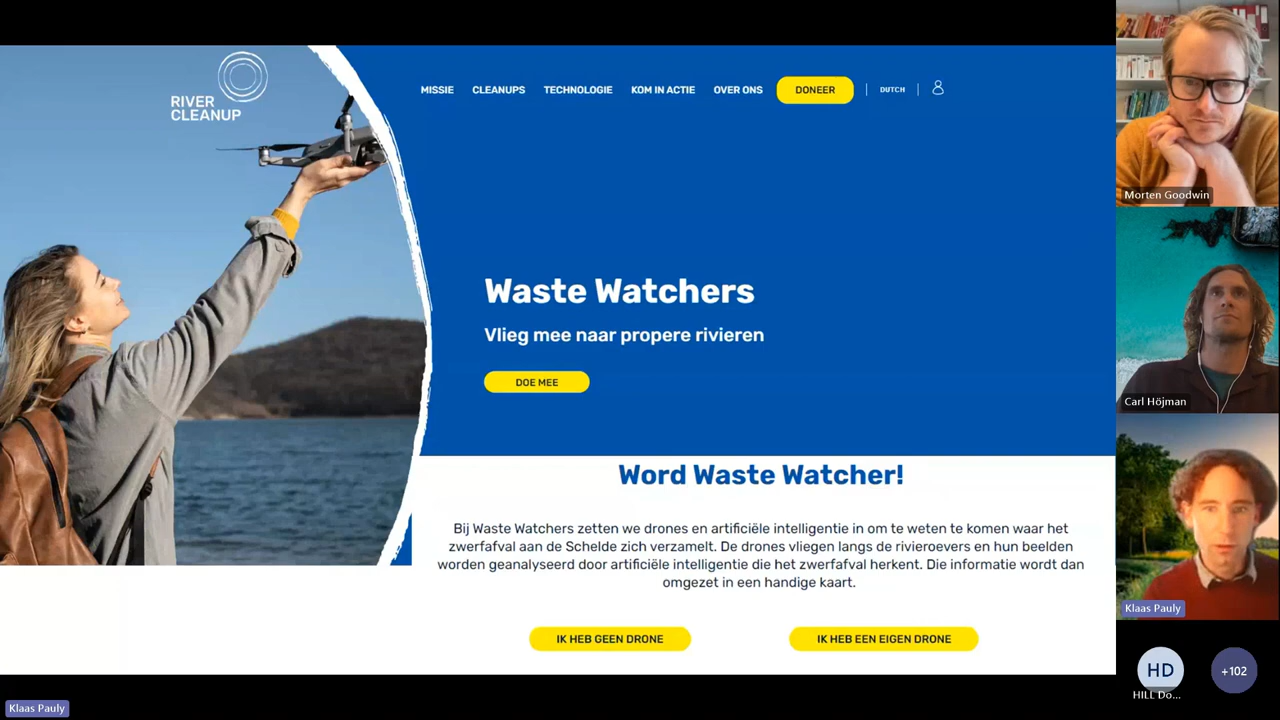 RIVER
CLEANUP
MISSIE CLEANUPS TECHNOLOGIE KOM IN ACTIE OVER ONS DONEER DUTCH
Waste Watchers
Vlieg mee naar propere rivieren
DOE MEE
Word Waste Watcher!
Bij Waste Watchers zetten we drones en artificiële intelligentie in om te weten te komen waar het
zwerfafval aan de Schelde zich verzamelt. De drones vliegen langs de rivieroevers en hun beelden
worden geanalyseerd door artificiële intelligentie die het zwerfafval herkent. Die informatie wordt dan
omgezet in een handige kaart.
IK HEB GEEN DRONE IK HEB EEN EIGEN DRONE
Morten Goodwin
Carl Höjman
Klaas Pauly
HD
HILL Do...
+102
Klaas Pauly